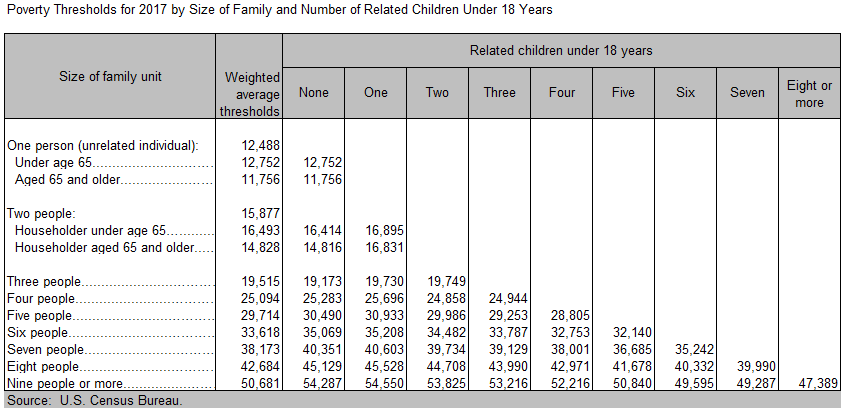 Poverty Thresholds for 2017 by Size of Family and Number of Related Children Under 18 Years
Related children under 18 years
Size of family unit Weighted average thresholds None One Two Three Four Five Six Seven Eight or more
One person (unrelated individual): 12,488
Under age 65 12,752 12,752
Aged 65 and older 11,756 11,756
Two people: 15,877
Householder under age 65 16,493 16,414 16,895
Householder aged 65 and older 14,828 14,816 16,831
Three people 19,515 19,173 19,730 19,749
Four people 25,094 25,283 25,696 24,858 24,944
Five people 29,714 30,490 30,933 29,986 29,253 28,805
Six people 33,618 35,069 35,208 34,482 33,787 32,753 32,140
Seven people 38,173 40,351 40,603 39,734 39,129 38,001 36,685 35,242
Eight people 42,684 45,129 45,528 44,708 43,990 42,971 41,678 40,332 39,990
Nine people or more 50,681 54,287 54,550 53,825 53,216 52,216 50,840 49,595 49,287 47,389
Source: U.S. Census Bureau.